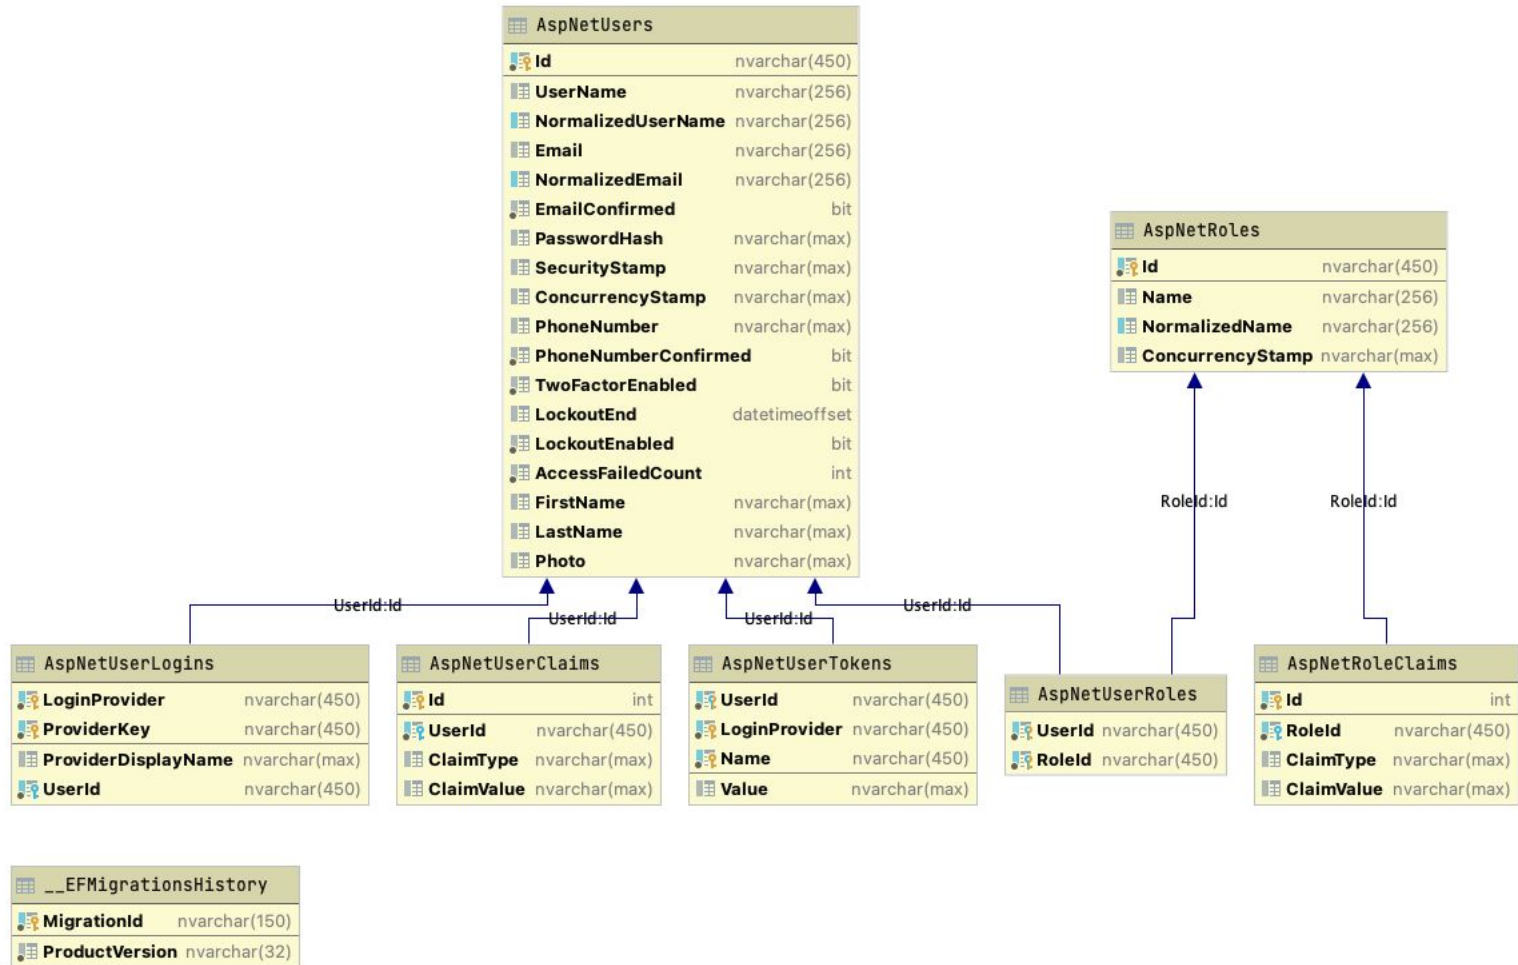 AspNetUsers
Id nvarchar(450)
UserName nvarchar(256)
NormalizedUserName nvarchar(256)
Email nvarchar(256)
NormalizedEmail nvarchar(256)
EmailConfirmed bit
PasswordHash nvarchar(max)
SecurityStamp nvarchar(max)
ConcurrencyStamp nvarchar(max)
PhoneNumber nvarchar(max)
PhoneNumberConfirmed bit
TwoFactorEnabled bit
LockoutEnd datetimeoffset
LockoutEnabled bit
AccessFailedCount int
FirstName nvarchar(max)
LastName nvarchar(max)
Photo nvarchar(max)
AspNetRoles
Id nvarchar(450)
Name nvarchar(256)
NormalizedName nvarchar(256)
ConcurrencyStamp nvarchar(max)
RoleId:Id
RoleId:Id
UserId:Id
UserId:Id
UserId:Id
UserId:Id
AspNetUserLogins
LoginProvider nvarchar(450)
ProviderKey nvarchar(450)
ProviderDisplayName nvarchar(max)
UserId nvarchar(450)
AspNetUserClaims
Id int
UserId nvarchar(450)
ClaimType nvarchar(max)
ClaimValue nvarchar(max)
AspNetUserTokens
UserId nvarchar(450)
LoginProvider nvarchar(450)
Name nvarchar(450)
Value nvarchar(max)
AspNetUserRoles
UserId nvarchar(450)
RoleId nvarchar(450)
AspNetRoleClaims
Id int
RoleId nvarchar(450)
ClaimType nvarchar(max)
ClaimValue nvarchar(max)
__EFMigrationsHistory
MigrationId nvarchar(150)
ProductVersion nvarchar(32)